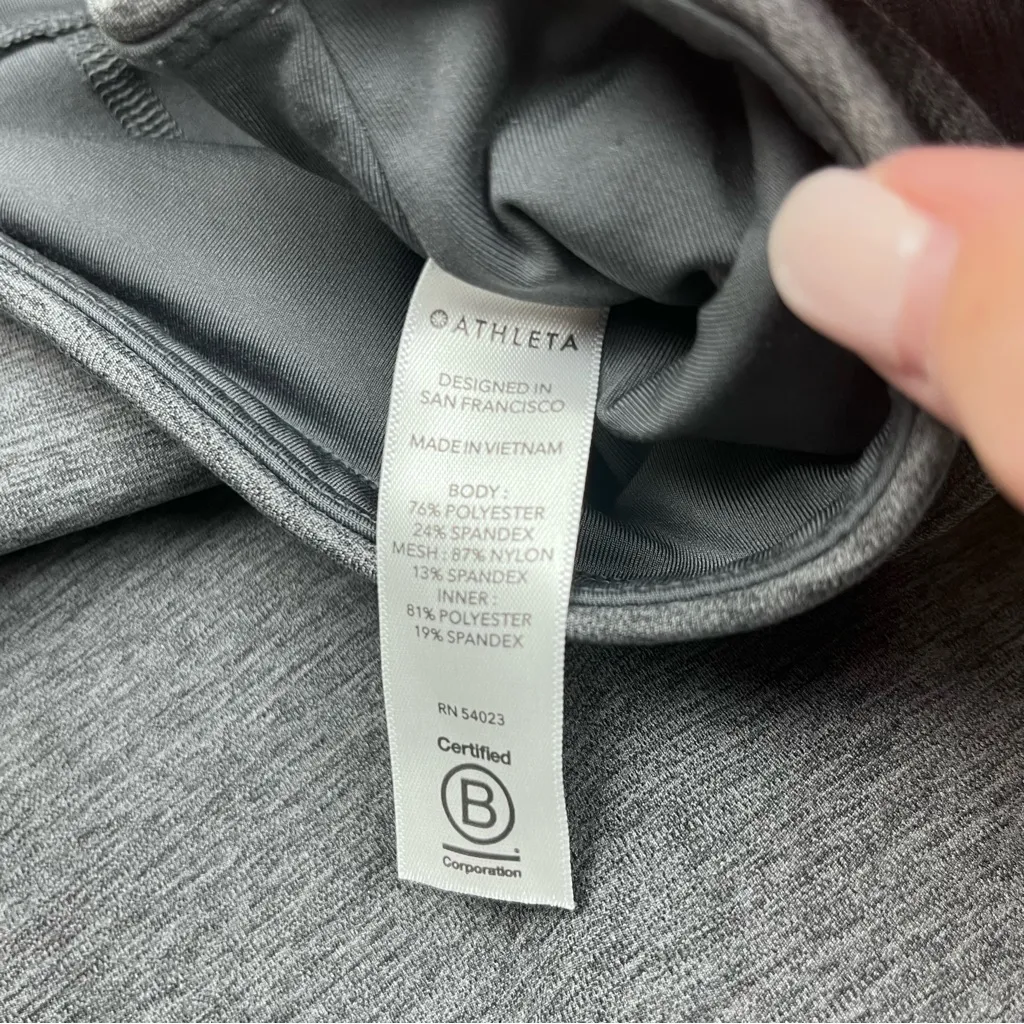 ATHLETA
DESIGNED IN
SAN FRANCISCO
MADE IN VIETNAM
BODY :
76% POLYESTER
24% SPANDEX
MESH : 87% NYLON
13% SPANDEX
INNER :
81% POLYESTER
19% SPANDEX
RN 54023
Certified
B
Corporation